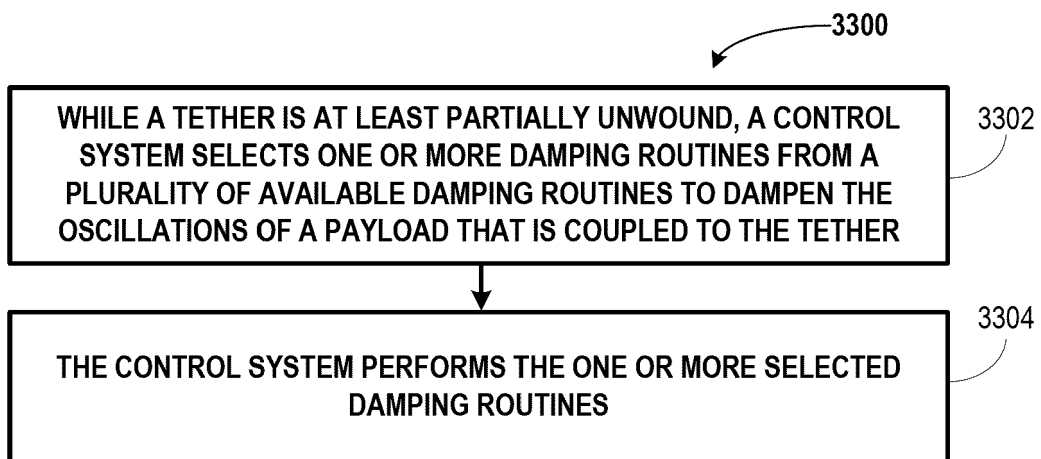 3300
WHILE A TETHER IS AT LEAST PARTIALLY UNWOUND, A CONTROL
SYSTEM SELECTS ONE OR MORE DAMPING ROUTINES FROM A
PLURALITY OF AVAILABLE DAMPING ROUTINES TO DAMPEN THE
OSCILLATIONS OF A PAYLOAD THAT IS COUPLED TO THE TETHER
3302
THE CONTROL SYSTEM PERFORMS THE ONE OR MORE SELECTED
DAMPING ROUTINES
3304